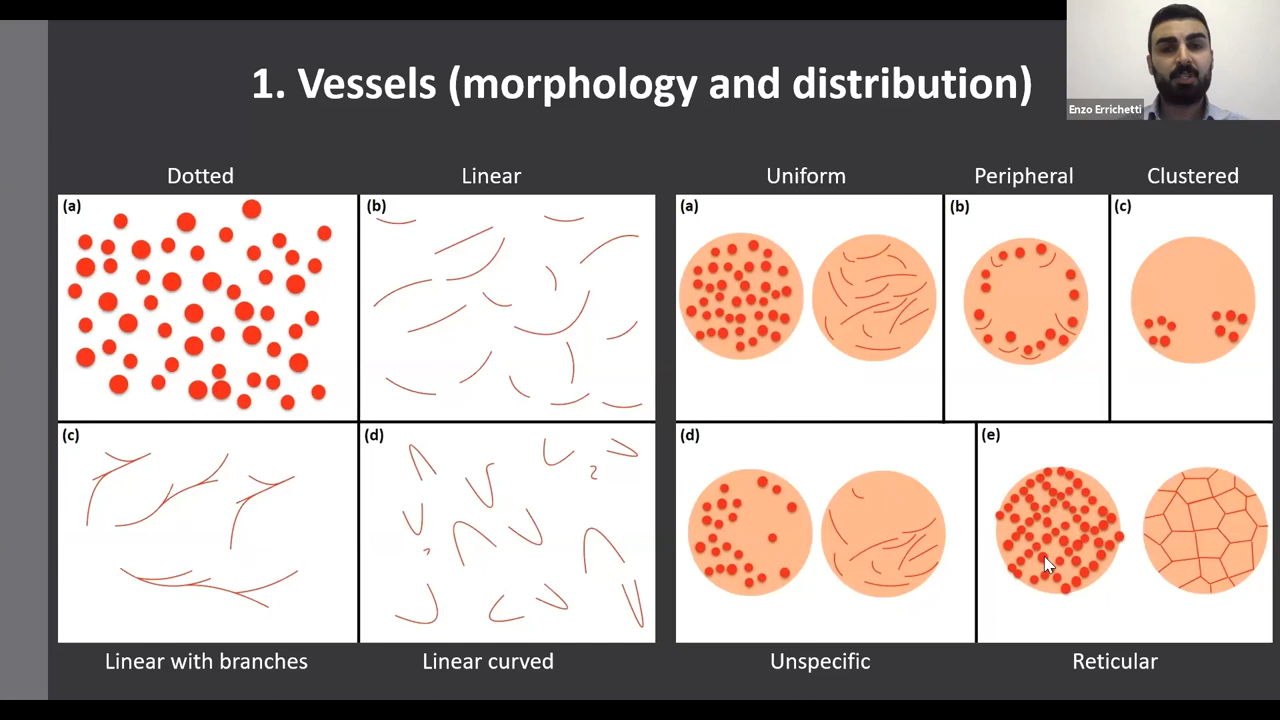 1. Vessels (morphology and distribution)
Enzo Errichetti
Dotted
Linear
Uniform
Peripheral
Clustered
(a)
(b)
(a)
(b)
(c)
(c)
(d)
(d)
(e)
Linear with branches
Linear curved
Unspecific
Reticular